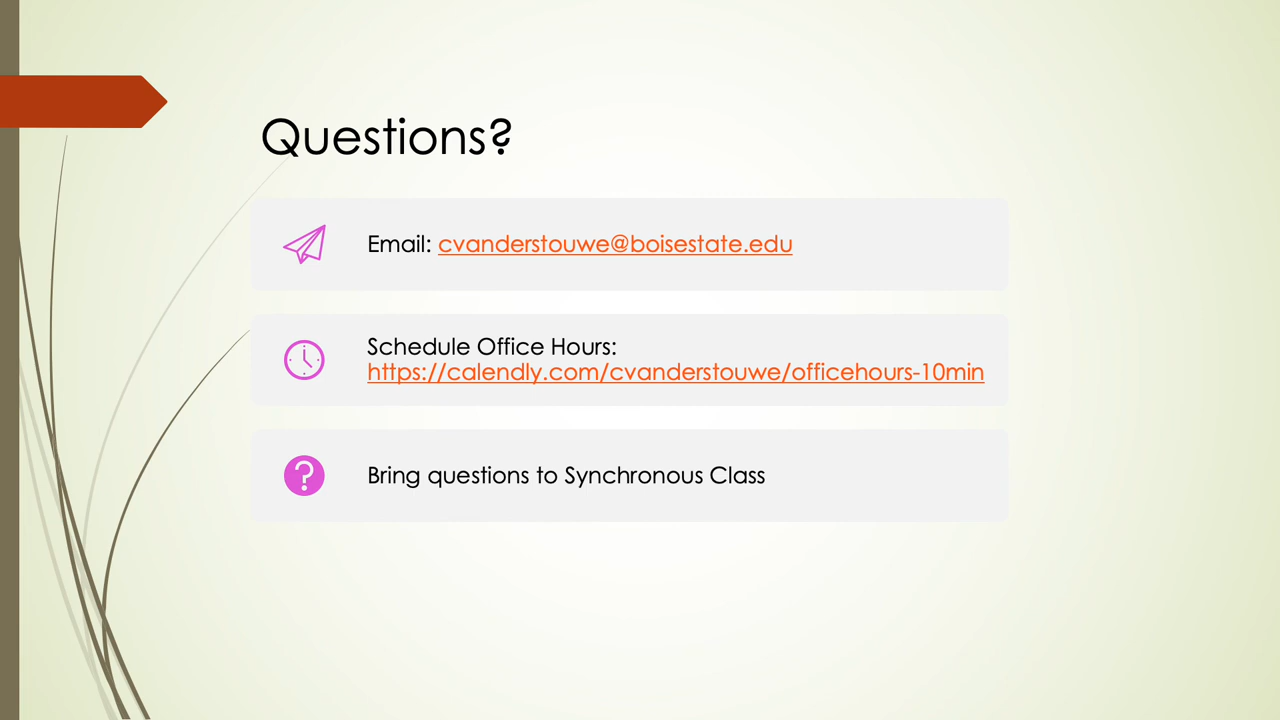 Questions?
Email: cvanderstouwe@boisestate.edu
Schedule Office Hours:
https://calendly.com/cvanderstouwe/officehours-10min
Bring questions to Synchronous Class